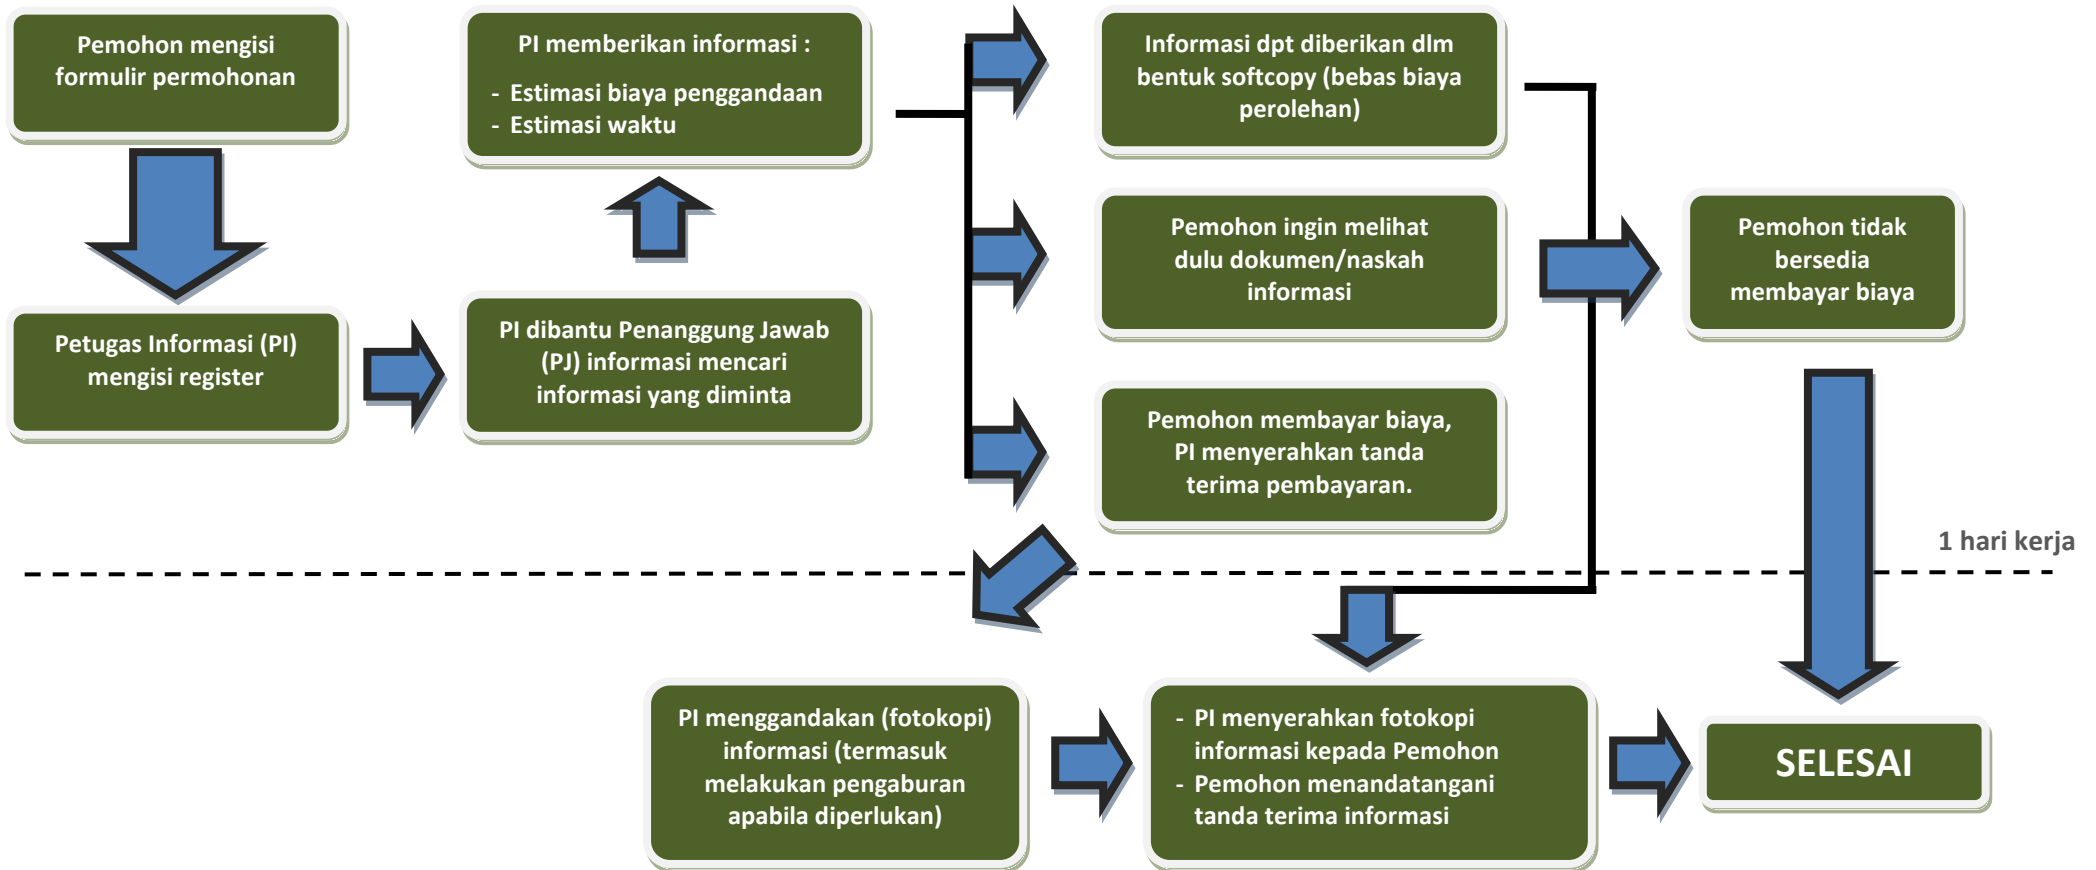 Pemohon mengisi
formulir permohonan
Petugas Informasi (PI)
mengisi register
PI dibantu Penanggung Jawab
(PJ) informasi mencari
informasi yang diminta
PI memberikan informasi :
- Estimasi biaya penggandaan
- Estimasi waktu
Informasi dpt diberikan dlm
bentuk softcopy (bebas biaya
perolehan)
Pemohon ingin melihat
dulu dokumen/naskah
informasi
Pemohon membayar biaya,
PI menyerahkan tanda
terima pembayaran.
Pemohon tidak
bersedia
membayar biaya
1 hari kerja
PI menggandakan (fotokopi)
informasi (termasuk
melakukan pengaburan
apabila diperlukan)
- PI menyerahkan fotokopi
informasi kepada Pemohon
- Pemohon menandatangani
tanda terima informasi
SELESAI